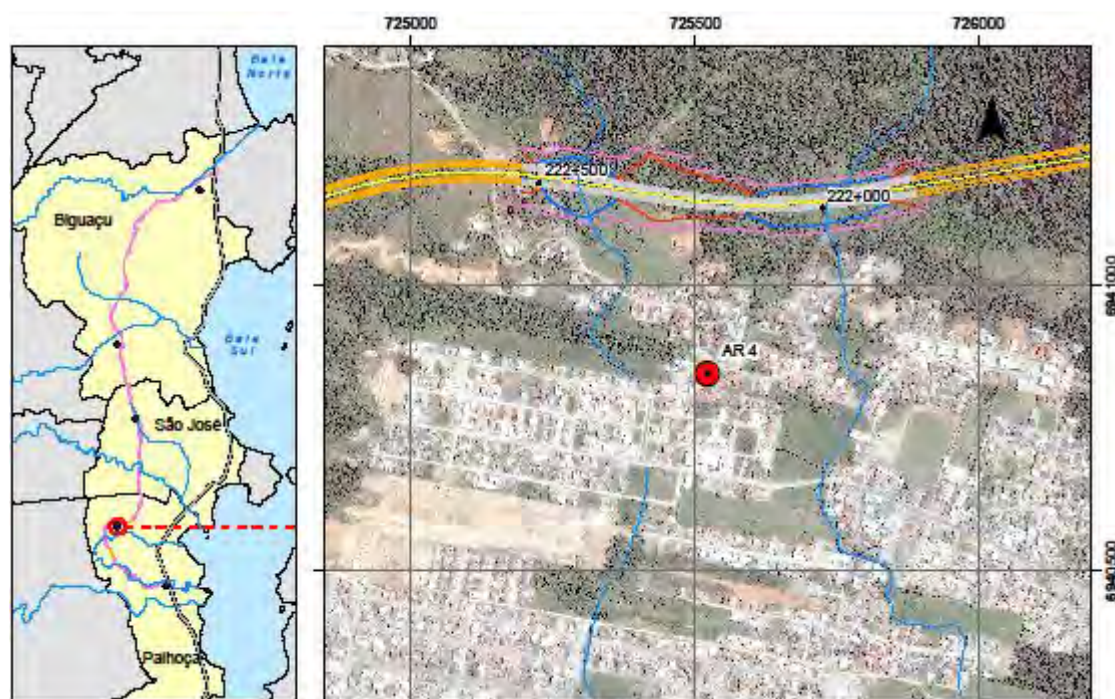 725000
725500
726000
Baía
Norte
Biguaçu
Baía
Sul
São José
Palhoça
222+500
222+000
AR 4